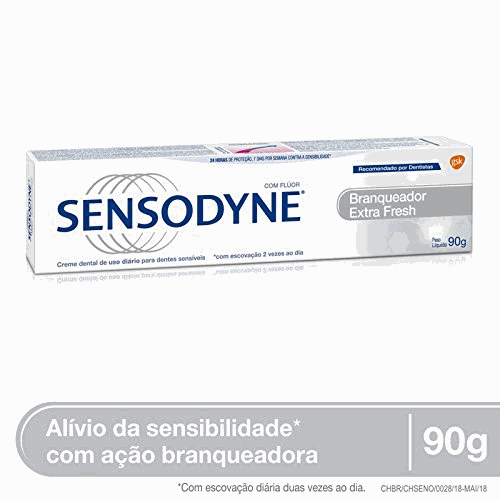 24 HORAS DE PROTEÇÃO, 7 DIAS POR SEMANA CONTRA A SENSIBILIDADE*
gsk
Recomendado por Dentistas
COM FLÚOR
SENSODYNE®
Branqueador
Extra Fresh
Creme dental de uso diário para dentes sensíveis *com escovação 2 vezes ao dia
Peso
Líquido 90g
Alívio da sensibilidade*
com ação branqueadora
90g
*Com escovação diária duas vezes ao dia. CHBR/CHSENO/0028/18-MAI/18